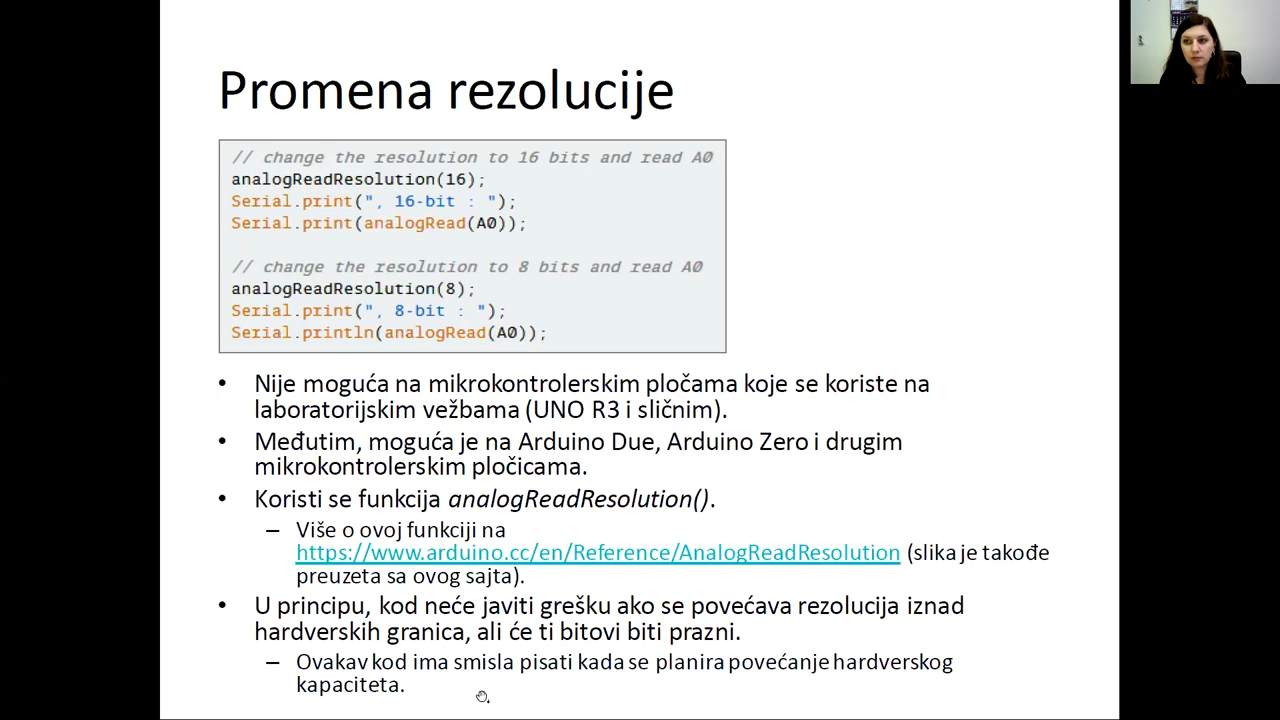 Promena rezolucije
// change the resolution to 16 bits and read A0
analogReadResolution(16);
Serial.print(", 16-bit : ");
Serial.print(analogRead(A0));
// change the resolution to 8 bits and read A0
analogReadResolution(8);
Serial.print(", 8-bit : ");
Serial.println(analogRead(A0));
• Nije moguća na mikrokontrolerskim pločama koje se koriste na
laboratorijskim vežbama (UNO R3 i sličnim).
• Međutim, moguća je na Arduino Due, Arduino Zero i drugim
mikrokontrolerskim pločicama.
• Koristi se funkcija analogReadResolution().
– Više o ovoj funkciji na
https://www.arduino.cc/en/Reference/AnalogReadResolution (slika je takođe
preuzeta sa ovog sajta).
• U principu, kod neće javiti grešku ako se povećava rezolucija iznad
hardverskih granica, ali će ti bitovi biti prazni.
– Ovakav kod ima smisla pisati kada se planira povećanje hardverskog
kapaciteta.